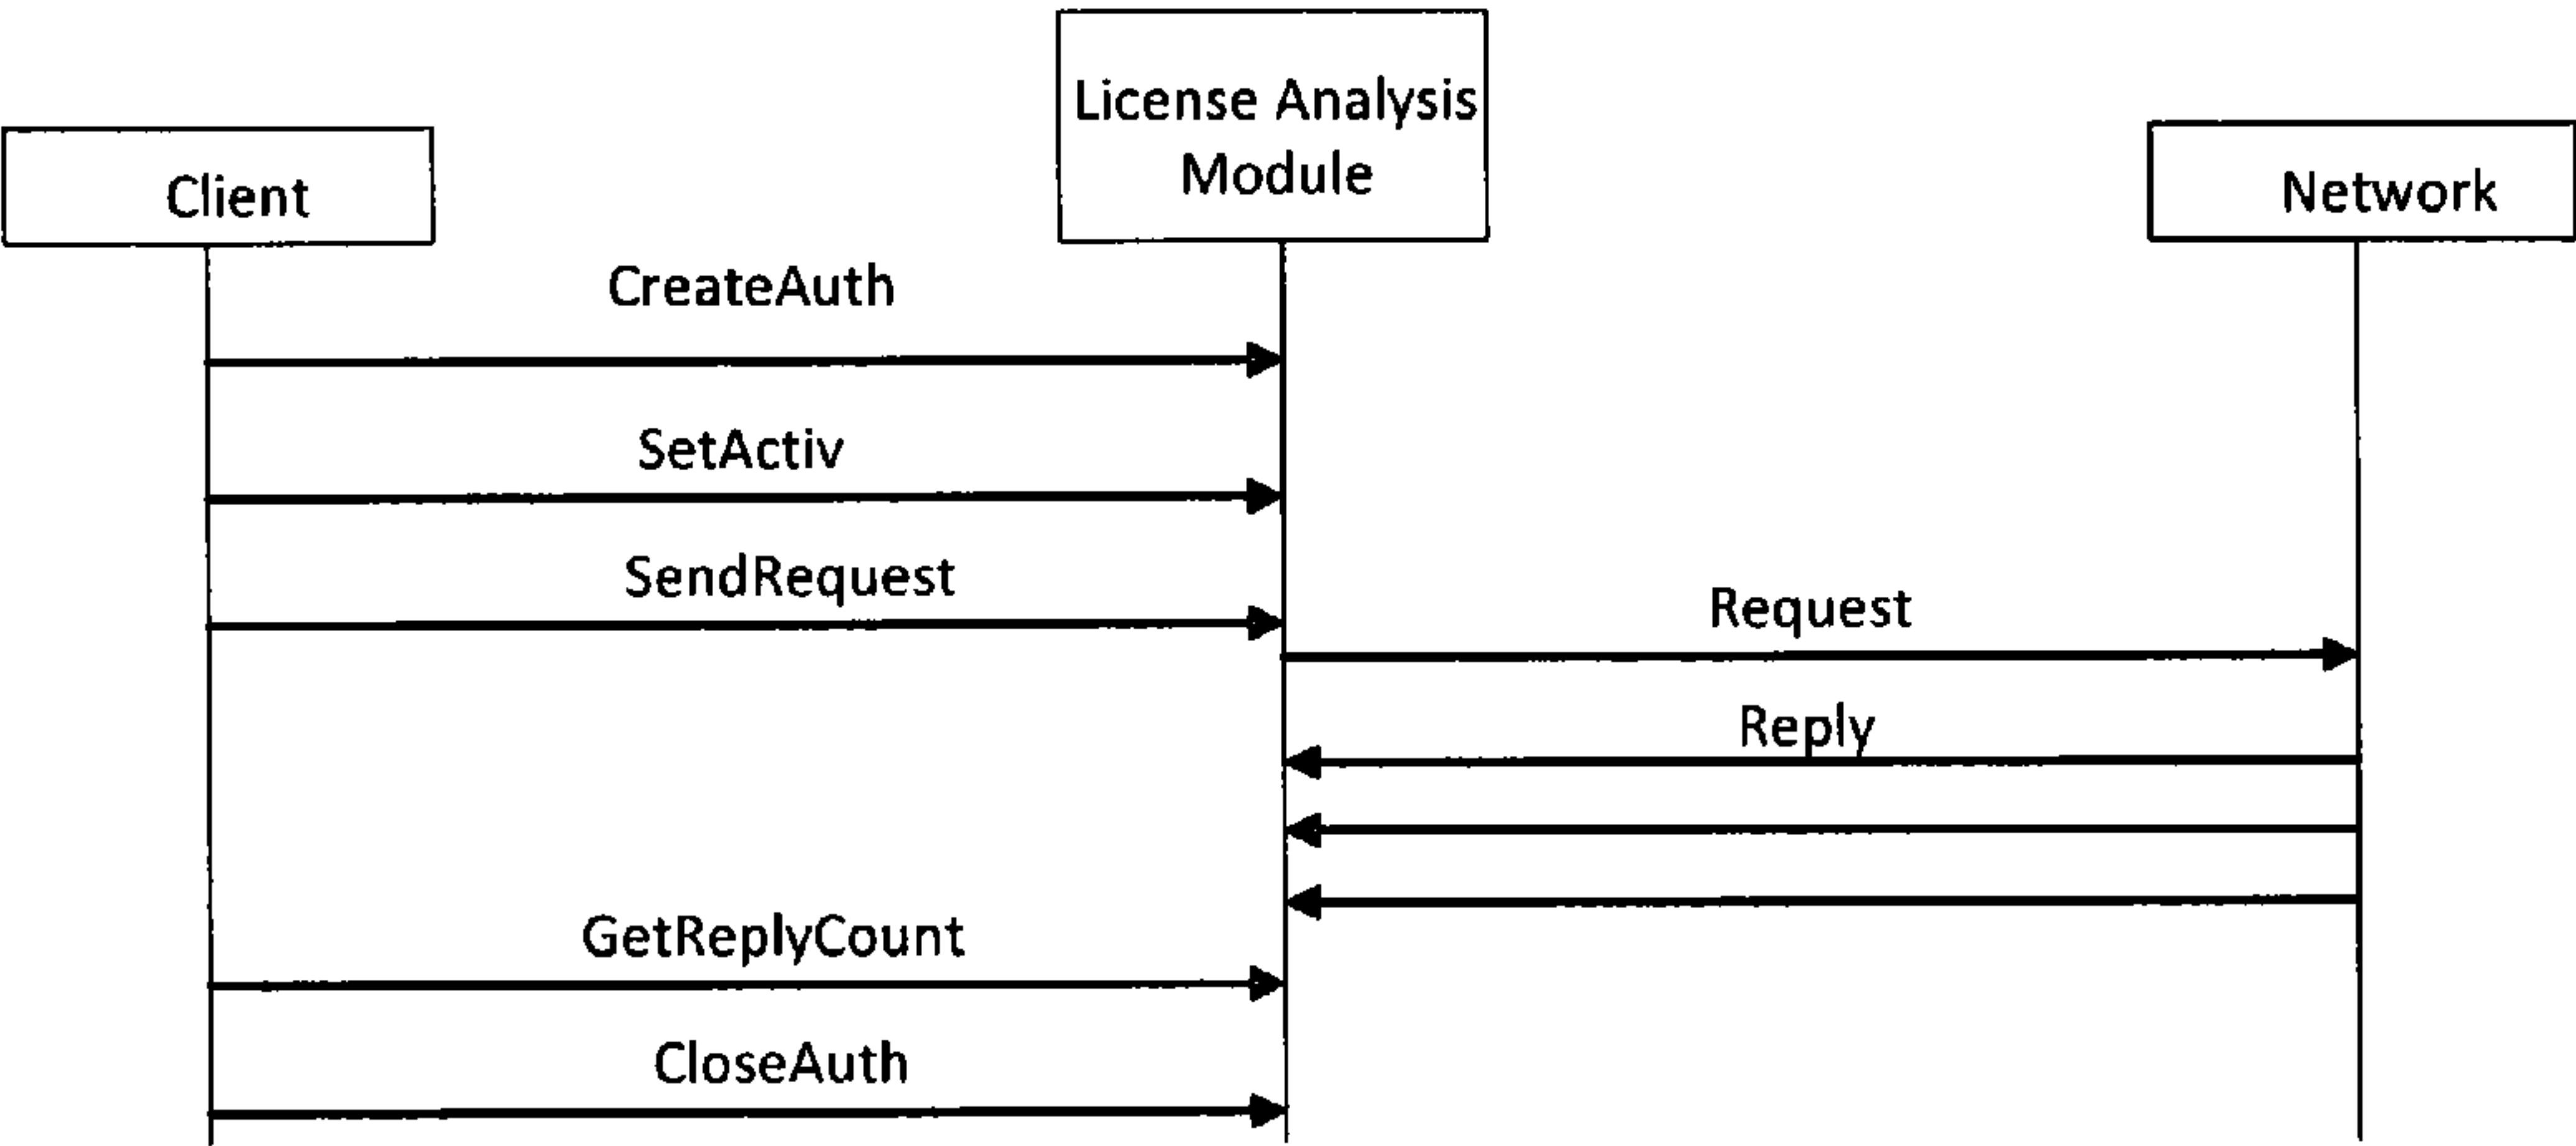 License Analysis
Module
Client
Network
CreateAuth
SetActiv
SendRequest
Request
Reply
GetReplyCount
CloseAuth